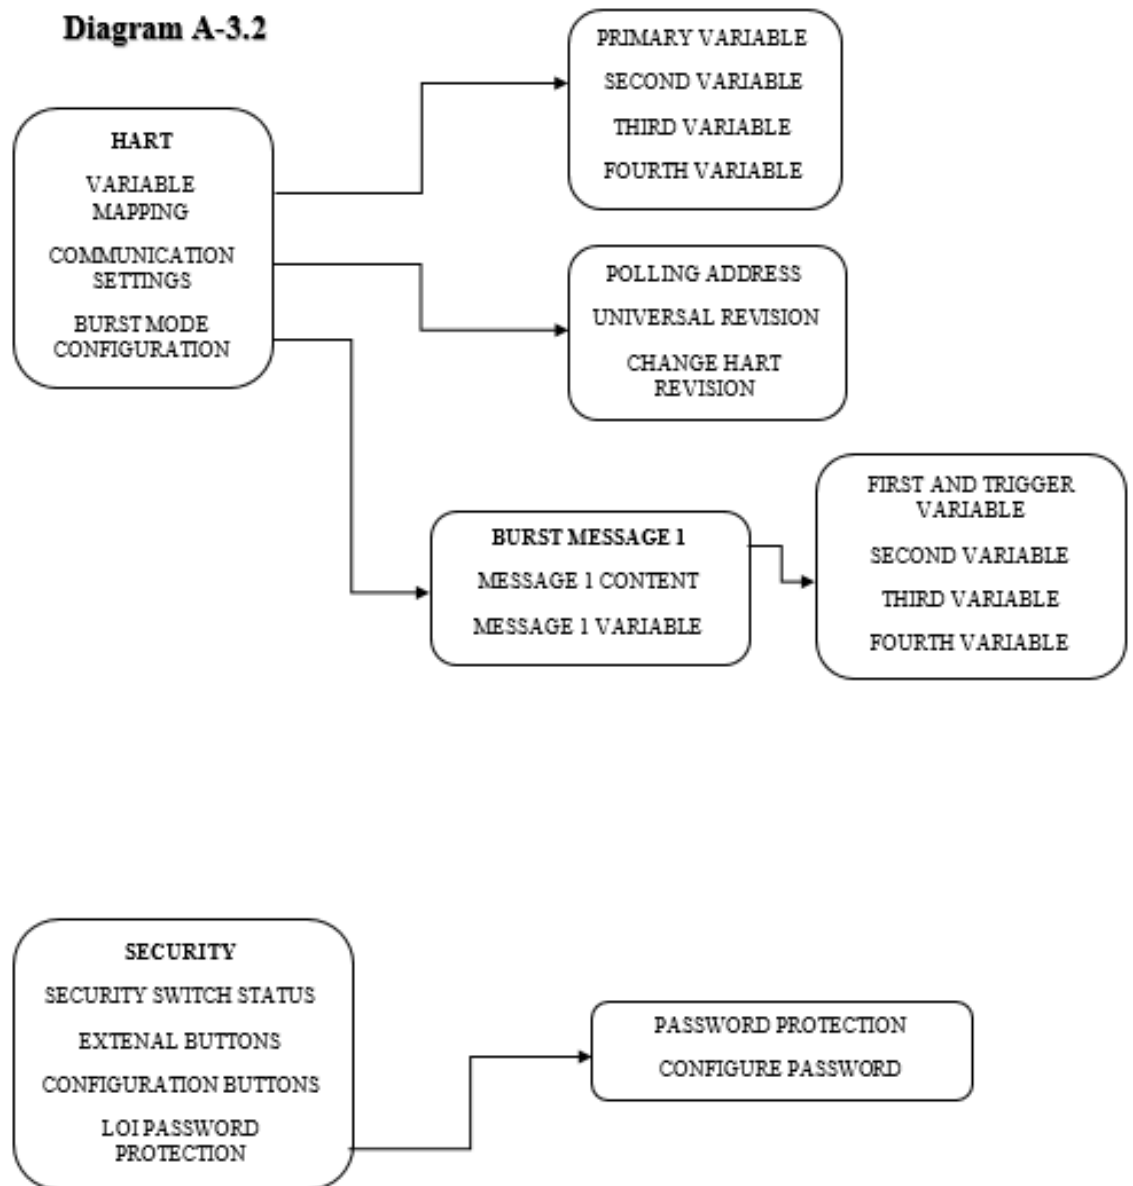 Diagram A-3.2
PRIMARY VARIABLE
SECOND VARIABLE
THIRD VARIABLE
FOURTH VARIABLE
HART
VARIABLE
MAPPING
COMMUNICATION
SETTINGS
BURST MODE
CONFIGURATION
POLLING ADDRESS
UNIVERSAL REVISION
CHANGE HART
REVISION
BURST MESSAGE 1
MESSAGE 1 CONTENT
MESSAGE 1 VARIABLE
FIRST AND TRIGGER
VARIABLE
SECOND VARIABLE
THIRD VARIABLE
FOURTH VARIABLE
SECURITY
SECURITY SWITCH STATUS
EXTENAL BUTTONS
CONFIGURATION BUTTONS
LOI PASSWORD
PROTECTION
PASSWORD PROTECTION
CONFIGURE PASSWORD